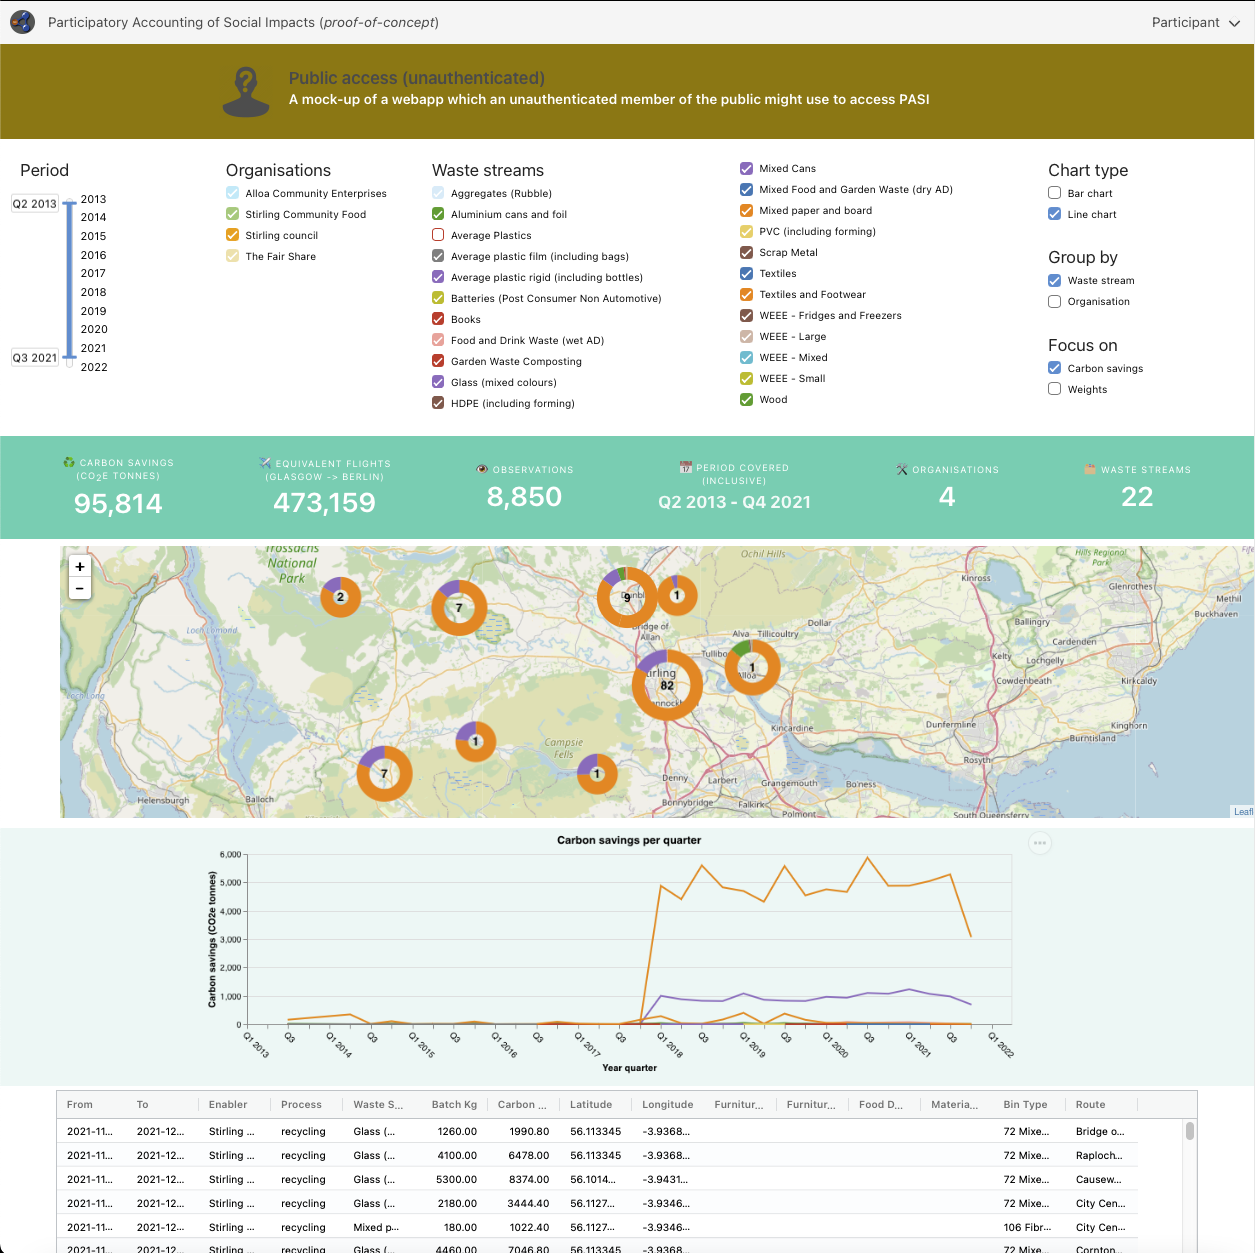 Participatory Accounting of Social Impacts (proof-of-concept)
Participant
Public access (unauthenticated)
A mock-up of a webapp which an unauthenticated member of the public might use to access PASI
Period
Q2 2013
Q3 2021
2013
2014
2015
2016
2017
2018
2019
2020
2021
2022
Organisations
Alloa Community Enterprises
Stirling Community Food
Stirling council
The Fair Share
Waste streams
Aggregates (Rubble)
Aluminium cans and foil
Average Plastics
Average plastic film (including bags)
Average plastic rigid (including bottles)
Batteries (Post Consumer Non Automotive)
Books
Food and Drink Waste (wet AD)
Garden Waste Composting
Glass (mixed colours)
HDPE (including forming)
Mixed Cans
Mixed Food and Garden Waste (dry AD)
Mixed paper and board
PVC (including forming)
Scrap Metal
Textiles
Textiles and Footwear
WEEE - Fridges and Freezers
WEEE - Large
WEEE - Mixed
WEEE - Small
Wood
Chart type
Bar chart
Line chart
Group by
Waste stream
Organisation
Focus on
Carbon savings
Weights
CARBON SAVINGS
(CO2E TONNES)
95,814
EQUIVALENT FLIGHTS
(GLASGOW -> BERLIN)
473,159
OBSERVATIONS
8,850
PERIOD COVERED
(INCLUSIVE)
Q2 2013 - Q4 2021
ORGANISATIONS
4
WASTE STREAMS
22
+
−
Trossachs
National
Park
Loch Lomond
Loch Long
Helensburgh
Balloch
2
7
9
1
Dunbl
Bridge of
Allan
Ochil Hills
Alva
Tillicoultry
Dollar
Tullibo
1
Alloa
irling
82
annockb
1
7
Campsie
Fells
1
Denny
Larbert
Bonnybridge
Falkirk
Grangemouth
Polmont
Bo'ness
Kincardine
Kinross
Hills Regional
Park
Fife
Glenrothes
Methil
Buckhaven
Ballingry
Cardenden
Kelty
Lochgelly
Cowdenbeath
Kirkcaldy
Dunfermline
Kinghorn
Burntisland
Rosyth
South Queensferry
Leafl
Carbon savings per quarter
Carbon savings (CO2e tonnes)
6,000
5,000
4,000
3,000
2,000
1,000
0
Q1 2013
Q3
Q1 2014
Q3
Q1 2015
Q3
Q1 2016
Q3
Q1 2017
Q3
Q1 2018
Q3
Q1 2019
Q3
Q1 2020
Q3
Q1 2021
Q3
Q1 2022
Year quarter
From To Enabler Process Waste S... Batch Kg Carbon ... Latitude Longitude Furnitur... Furnitur... Food D... Materia... Bin Type Route
2021-11... 2021-12... Stirling ... recycling Glass (... 1260.00 1990.80 56.113345 -3.9368... 72 Mixe... Bridge o...
2021-11... 2021-12... Stirling ... recycling Glass (... 4100.00 6478.00 56.113345 -3.9368... 72 Mixe... Raploch...
2021-11... 2021-12... Stirling ... recycling Glass (... 5300.00 8374.00 56.1014... -3.9431... 72 Mixe... Causew...
2021-11... 2021-12... Stirling ... recycling Glass (... 2180.00 3444.40 56.1127... -3.9346... 72 Mixe... City Cen...
2021-11... 2021-12... Stirling ... recycling Mixed p... 180.00 1022.40 56.1127... -3.9346... 106 Fibr... City Cen...
2021-11... 2021-12... Stirling ... recycling Glass (... 4460.00 7046.80 56.113345 -3.9368... 72 Mixe... Cornton...